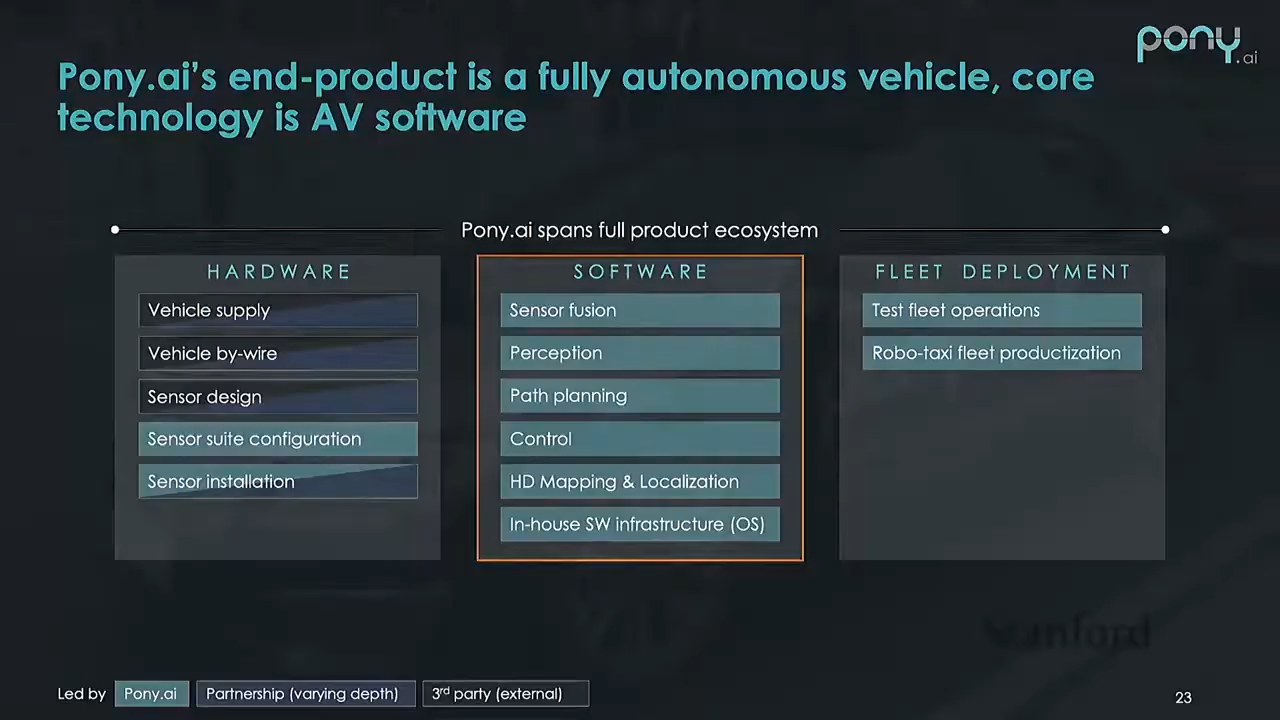 pony.ai
Pony.ai's end-product is a fully autonomous vehicle, core
technology is AV software
Pony.ai spans full product ecosystem
HARDWARE
Vehicle supply
Vehicle by-wire
Sensor design
Sensor suite configuration
Sensor installation
SOFTWARE
Sensor fusion
Perception
Path planning
Control
HD Mapping & Localization
In-house SW infrastructure (OS)
FLEET DEPLOYMENT
Test fleet operations
Robo-taxi fleet productization
Stanford
Led by
Pony.ai
Partnership (varying depth)
3rd party (external)
23